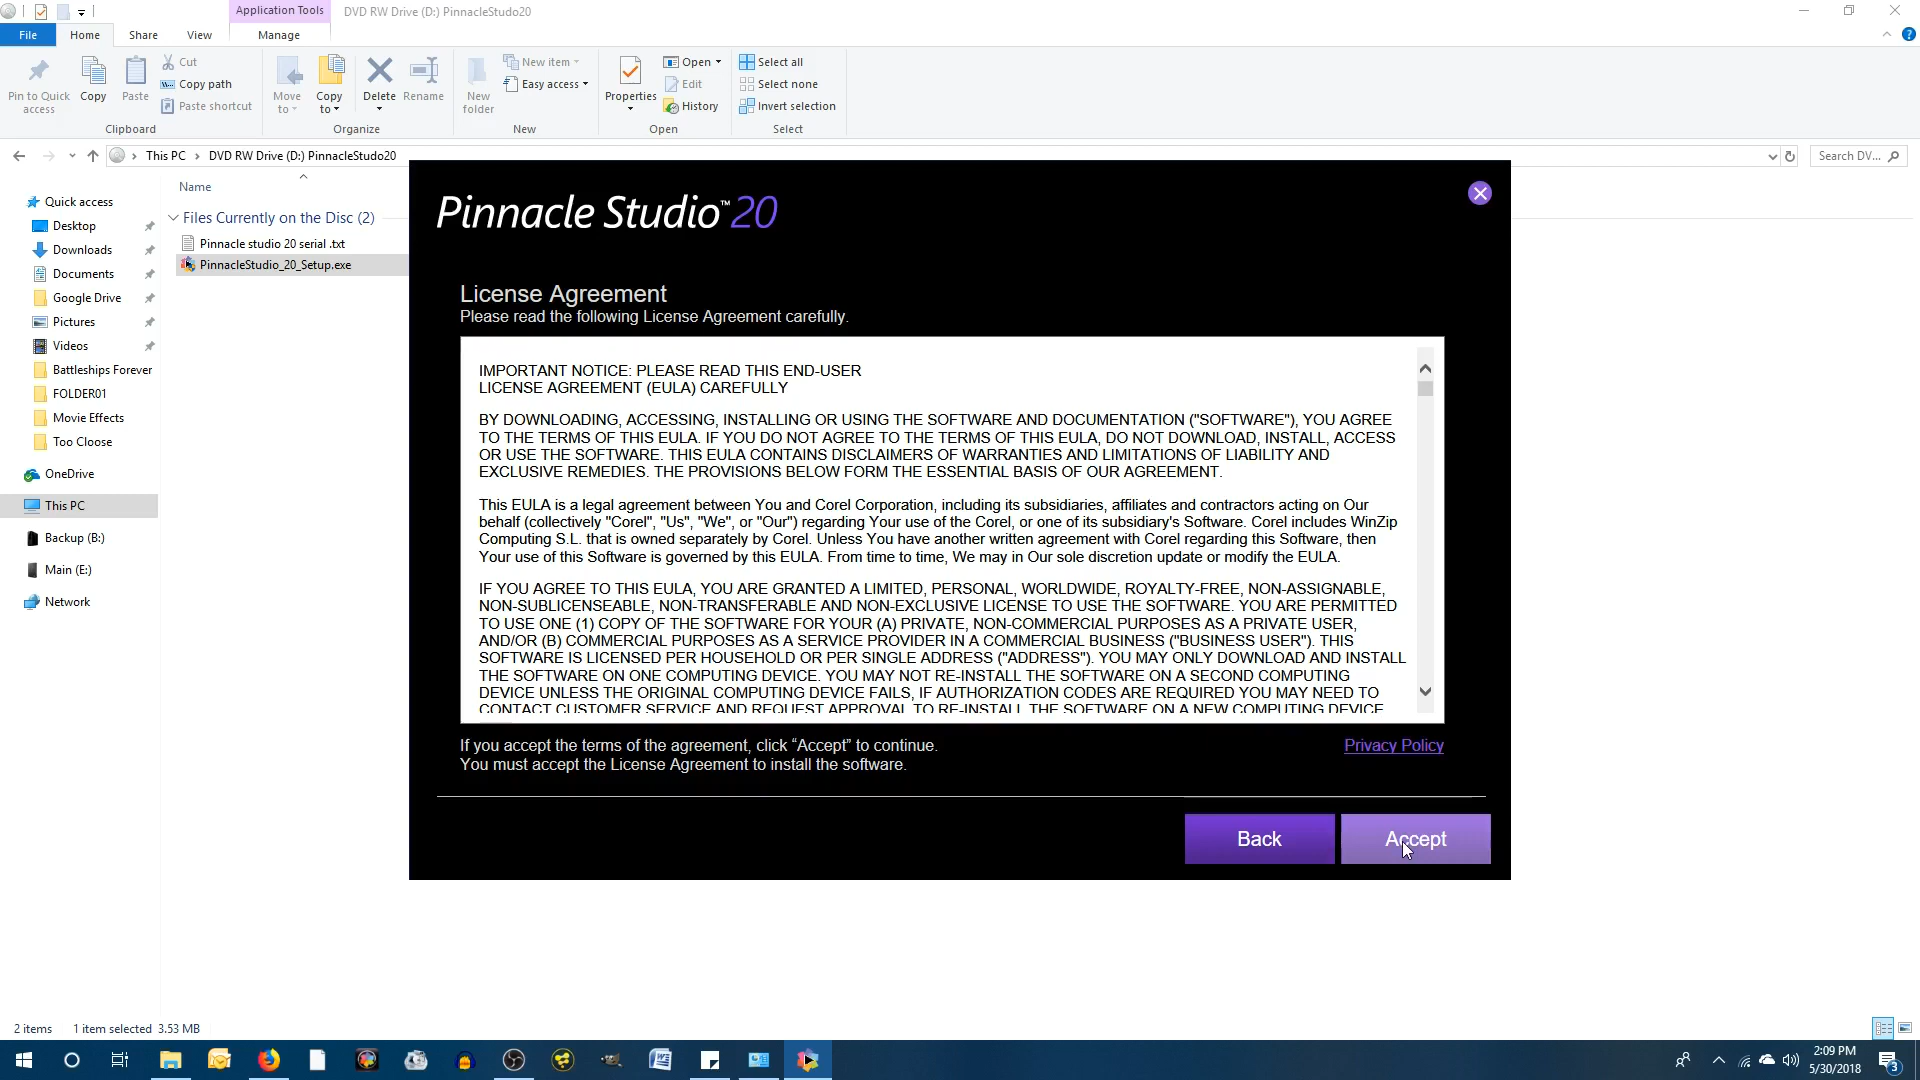 Application Tools
DVD RW Drive (D:) PinnacleStudo20
File
Home
Share
View
Manage
Pin to Quick access
Copy
Paste
Cut
Copy path
Paste shortcut
Clipboard
Move to
Copy to
Delete
Rename
Organize
New folder
New item
Easy access
New
Properties
Open
Edit
History
Open
Select all
Select none
Invert selection
Select
This PC
DVD RW Drive (D:) PinnacleStudo20
Search DV...
Name
Files Currently on the Disc (2)
Pinnacle studio 20 serial .txt
PinnacleStudio_20_Setup.exe
Quick access
Desktop
Downloads
Documents
Google Drive
Pictures
Videos
Battleships Forever
FOLDER01
Movie Effects
Too Cloose
OneDrive
This PC
Backup (B:)
Main (E:)
Network
Pinnacle Studio™20
License Agreement
Please read the following License Agreement carefully.
IMPORTANT NOTICE: PLEASE READ THIS END-USER
LICENSE AGREEMENT (EULA) CAREFULLY
BY DOWNLOADING, ACCESSING, INSTALLING OR USING THE SOFTWARE AND DOCUMENTATION ("SOFTWARE"), YOU AGREE
TO THE TERMS OF THIS EULA. IF YOU DO NOT AGREE TO THE TERMS OF THIS EULA, DO NOT DOWNLOAD, INSTALL, ACCESS
OR USE THE SOFTWARE. THIS EULA CONTAINS DISCLAIMERS OF WARRANTIES AND LIMITATIONS OF LIABILITY AND
EXCLUSIVE REMEDIES. THE PROVISIONS BELOW FORM THE ESSENTIAL BASIS OF OUR AGREEMENT.
This EULA is a legal agreement between You and Corel Corporation, including its subsidiaries, affiliates and contractors acting on Our
behalf (collectively "Corel", "Us", "We", or "Our") regarding Your use of the Corel, or one of its subsidiary's Software. Corel includes WinZip
Computing S.L. that is owned separately by Corel. Unless You have another written agreement with Corel regarding this Software, then
Your use of this Software is governed by this EULA. From time to time, We may in Our sole discretion update or modify the EULA.
IF YOU AGREE TO THIS EULA, YOU ARE GRANTED A LIMITED, PERSONAL, WORLDWIDE, ROYALTY-FREE, NON-ASSIGNABLE,
NON-SUBLICENSEABLE, NON-TRANSFERABLE AND NON-EXCLUSIVE LICENSE TO USE THE SOFTWARE. YOU ARE PERMITTED
TO USE ONE (1) COPY OF THE SOFTWARE FOR YOUR (A) PRIVATE, NON-COMMERCIAL PURPOSES AS A PRIVATE USER,
AND/OR (B) COMMERCIAL PURPOSES AS A SERVICE PROVIDER IN A COMMERCIAL BUSINESS ("BUSINESS USER"). THIS
SOFTWARE IS LICENSED PER HOUSEHOLD OR PER SINGLE ADDRESS ("ADDRESS"). YOU MAY ONLY DOWNLOAD AND INSTALL
THE SOFTWARE ON ONE COMPUTING DEVICE. YOU MAY NOT RE-INSTALL THE SOFTWARE ON A SECOND COMPUTING
DEVICE UNLESS THE ORIGINAL COMPUTING DEVICE FAILS, IF AUTHORIZATION CODES ARE REQUIRED YOU MAY NEED TO
CONTACT CUSTOMER SERVICE AND REQUEST APPROVAL TO RE-INSTALL THE SOFTWARE ON A NEW COMPUTING DEVICE
If you accept the terms of the agreement, click “Accept” to continue.
You must accept the License Agreement to install the software.
Privacy Policy
Back
Accept
2 items
1 item selected 3.53 MB
2:09 PM
5/30/2018
3